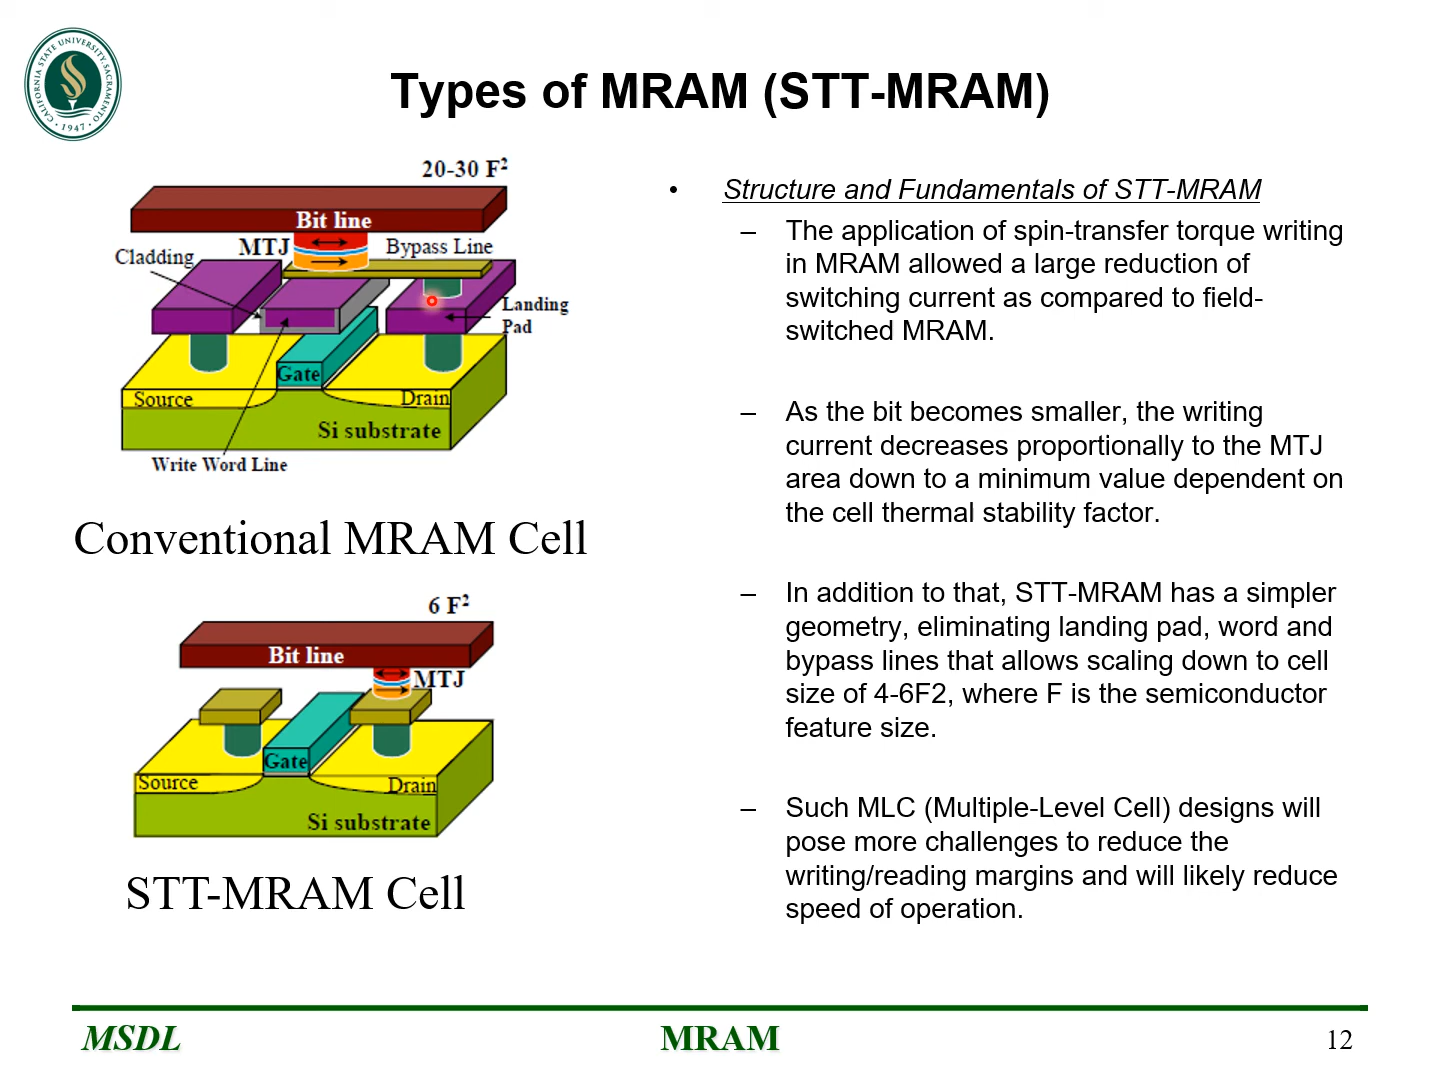 CALIFORNIA STATE UNIVERSITY, SACRAMENTO
• 1947 •
Types of MRAM (STT-MRAM)
20-30 F²
Bit line
MTJ
Bypass Line
Cladding
Landing
Pad
Gate
Source
Drain
Si substrate
Write Word Line
Conventional MRAM Cell
6 F²
Bit line
MTJ
Gate
Source
Drain
Si substrate
STT-MRAM Cell
• Structure and Fundamentals of STT-MRAM
– The application of spin-transfer torque writing
in MRAM allowed a large reduction of
switching current as compared to field-
switched MRAM.
– As the bit becomes smaller, the writing
current decreases proportionally to the MTJ
area down to a minimum value dependent on
the cell thermal stability factor.
– In addition to that, STT-MRAM has a simpler
geometry, eliminating landing pad, word and
bypass lines that allows scaling down to cell
size of 4-6F2, where F is the semiconductor
feature size.
– Such MLC (Multiple-Level Cell) designs will
pose more challenges to reduce the
writing/reading margins and will likely reduce
speed of operation.
MSDL
MRAM
12